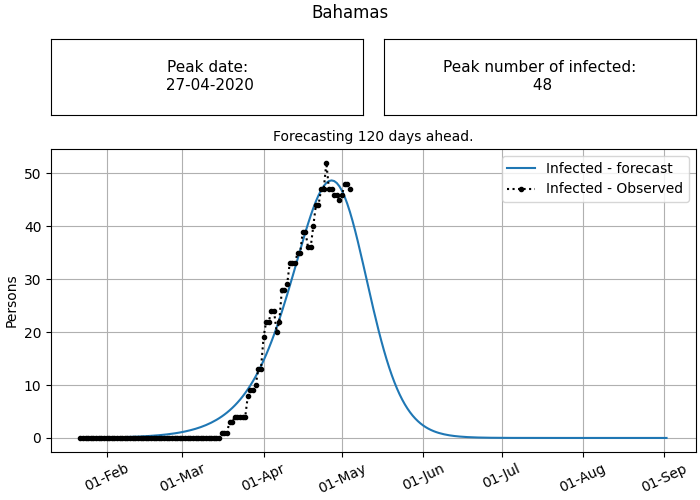 Bahamas
Peak date:
27-04-2020
Peak number of infected:
48
Forecasting 120 days ahead.
Infected - forecast
Infected - Observed
Persons
50
40
30
20
10
0
01-Feb
01-Mar
01-Apr
01-May
01-Jun
01-Jul
01-Aug
01-Sep